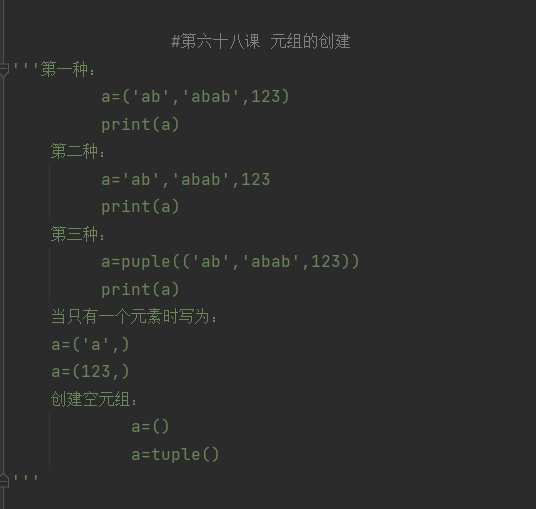 #第六十八课 元组的创建
'''第一种：
a=('ab','abab',123)
print(a)
第二种：
a='ab','abab',123
print(a)
第三种：
a=puple(('ab','abab',123))
print(a)
当只有一个元素时写为：
a=('a',)
a=(123,)
创建空元组：
a=()
a=tuple()
'''